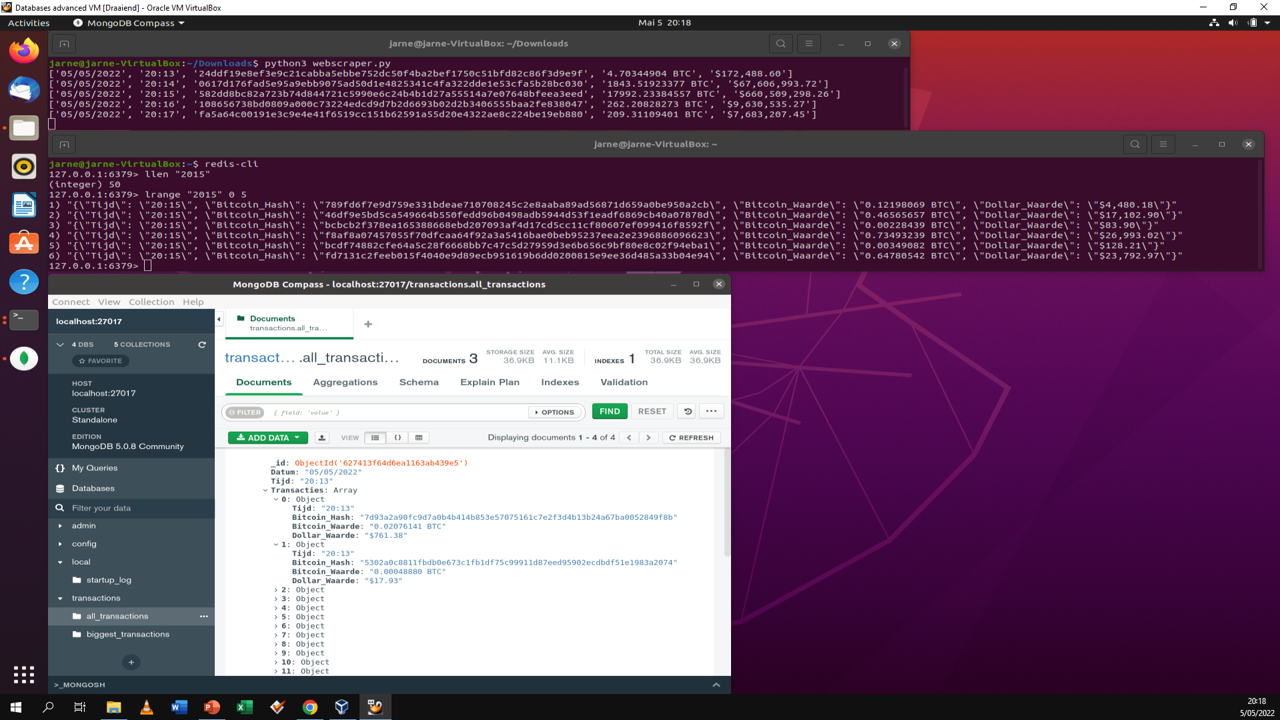 Databases advanced VM [Draaiend] - Oracle VM VirtualBox
Activities
MongoDB Compass
Mai 5 20:18
jarne@jarne-VirtualBox: ~/Downloads
jarne@jarne-VirtualBox:~/Downloads$ python3 webscraper.py
['05/05/2022', '20:13', '24ddf19e8ef3e9c21cabba5ebbe752dc50f4ba2bef1750c51bfd82c86f3d9e9f', '4.70344904 BTC', '$172,488.60']
['05/05/2022', '20:14', '0617d176fad5e95a9ebb9075ad50d1e4825341c4fa322dde1e53cfa5b28bc030', '1843.51923377 BTC', '$67,606,993.72']
['05/05/2022', '20:15', '582dd8bc82a723b74d844721c5990e6c24b1d27a55514a7e07648bfeea3eed', '17992.23384557 BTC', '$660,509,298.26']
['05/05/2022', '20:16', '108656738bd0809a000c73224edcd9d7b2d6693b02d2b3406555baa2fe838047', '262.20828273 BTC', '$9,630,535.27']
['05/05/2022', '20:17', 'fa5a64c00191e3c9e4e41f6519cc151b62591a55d20e4322ae8c224be19eb880', '209.31109401 BTC', '$7,683,207.45']
jarne@jarne-VirtualBox: ~
jarne@jarne-VirtualBox:~$ redis-cli
127.0.0.1:6379> llen "2015"
(integer) 50
127.0.0.1:6379> lrange "2015" 0 5
1) "{\"Tijd\": \"20:15\", \"Bitcoin_Hash\": \"789fd6f7e9d759e331bdeae710708245c2e8aaba89ad56871d659a0be950a2cb\", \"Bitcoin_Waarde\": \"0.12198069 BTC\", \"Dollar_Waarde\": \"$4,480.18\"}"
2) "{\"Tijd\": \"20:15\", \"Bitcoin_Hash\": \"46df9e5bd5ca549664b550fedd96b0498adb5944d53f1eadf6869cb40a07878d\", \"Bitcoin_Waarde\": \"0.46565657 BTC\", \"Dollar_Waarde\": \"$17,102.90\"}"
3) "{\"Tijd\": \"20:15\", \"Bitcoin_Hash\": \"bcbcb2f378ea165388668ebd207093af4d17cd5cc11cf80607ef099416f8592f\", \"Bitcoin_Waarde\": \"0.00228439 BTC\", \"Dollar_Waarde\": \"$83.90\"}"
4) "{\"Tijd\": \"20:15\", \"Bitcoin_Hash\": \"f8af8a07457055f70dfcaa64f92a3a5416bae0beb95237eea2e2396886096623\", \"Bitcoin_Waarde\": \"0.73493239 BTC\", \"Dollar_Waarde\": \"$26,993.02\"}"
5) "{\"Tijd\": \"20:15\", \"Bitcoin_Hash\": \"bcdf74882cfe64a5c28f6e68bb7c47c5d27959d3e6b656c9bf80e8c02f94eba1\", \"Bitcoin_Waarde\": \"0.00349082 BTC\", \"Dollar_Waarde\": \"$128.21\"}"
6) "{\"Tijd\": \"20:15\", \"Bitcoin_Hash\": \"fd7131c2feeb015f4040e9d89ecb951619b6dd0200815e9ee36d485a33b04e94\", \"Bitcoin_Waarde\": \"0.64780542 BTC\", \"Dollar_Waarde\": \"$23,792.97\"}"
127.0.0.1:6379>
MongoDB Compass - localhost:27017/transactions.all_transactions
Connect View Collection Help
localhost:27017
4 DBS 5 COLLECTIONS
FAVORITE
HOST
localhost:27017
CLUSTER
Standalone
EDITION
MongoDB 5.0.8 Community
My Queries
Databases
Filter your data
admin
config
local
startup_log
transactions
all_transactions
biggest_transactions
>_MONGOSH
Documents
transactions.all_tra...
transact... .all_transacti...
DOCUMENTS 3 STORAGE SIZE 36.9KB AVG. SIZE 11.1KB INDEXES 1 TOTAL SIZE 36.9KB AVG. SIZE 36.9KB
Documents Aggregations Schema Explain Plan Indexes Validation
FILTER { field: 'value' } OPTIONS FIND RESET
ADD DATA VIEW Displaying documents 1 - 4 of 4 REFRESH
_id: ObjectId('627413f64d6ea1163ab439e5')
Datum: "05/05/2022"
Tijd: "20:13"
Transacties: Array
0: Object
Tijd: "20:13"
Bitcoin_Hash: "7d93a2a90fc9d7a0b4b414b853e57075161c7e2f3d4b13b24a67ba0052849f8b"
Bitcoin_Waarde: "0.02076141 BTC"
Dollar_Waarde: "$761.38"
1: Object
Tijd: "20:13"
Bitcoin_Hash: "5302a0c8811fbdb0e673c1fb1df75c99911d87eed95902ecdbdf51e1983a2074"
Bitcoin_Waarde: "0.00048880 BTC"
Dollar_Waarde: "$17.93"
2: Object
3: Object
4: Object
5: Object
6: Object
7: Object
8: Object
9: Object
10: Object
11: Object
20:18
5/05/2022